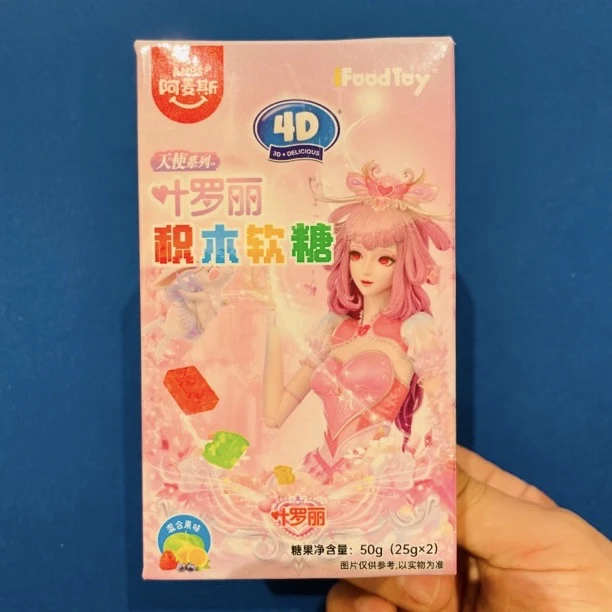 Amos
阿麦斯
iFoodToy
4D
3D + DELICIOUS
天使系列
叶罗丽
积木软糖
叶罗丽
混合果味
糖果净含量：50g（25g×2）
图片仅供参考，以实物为准